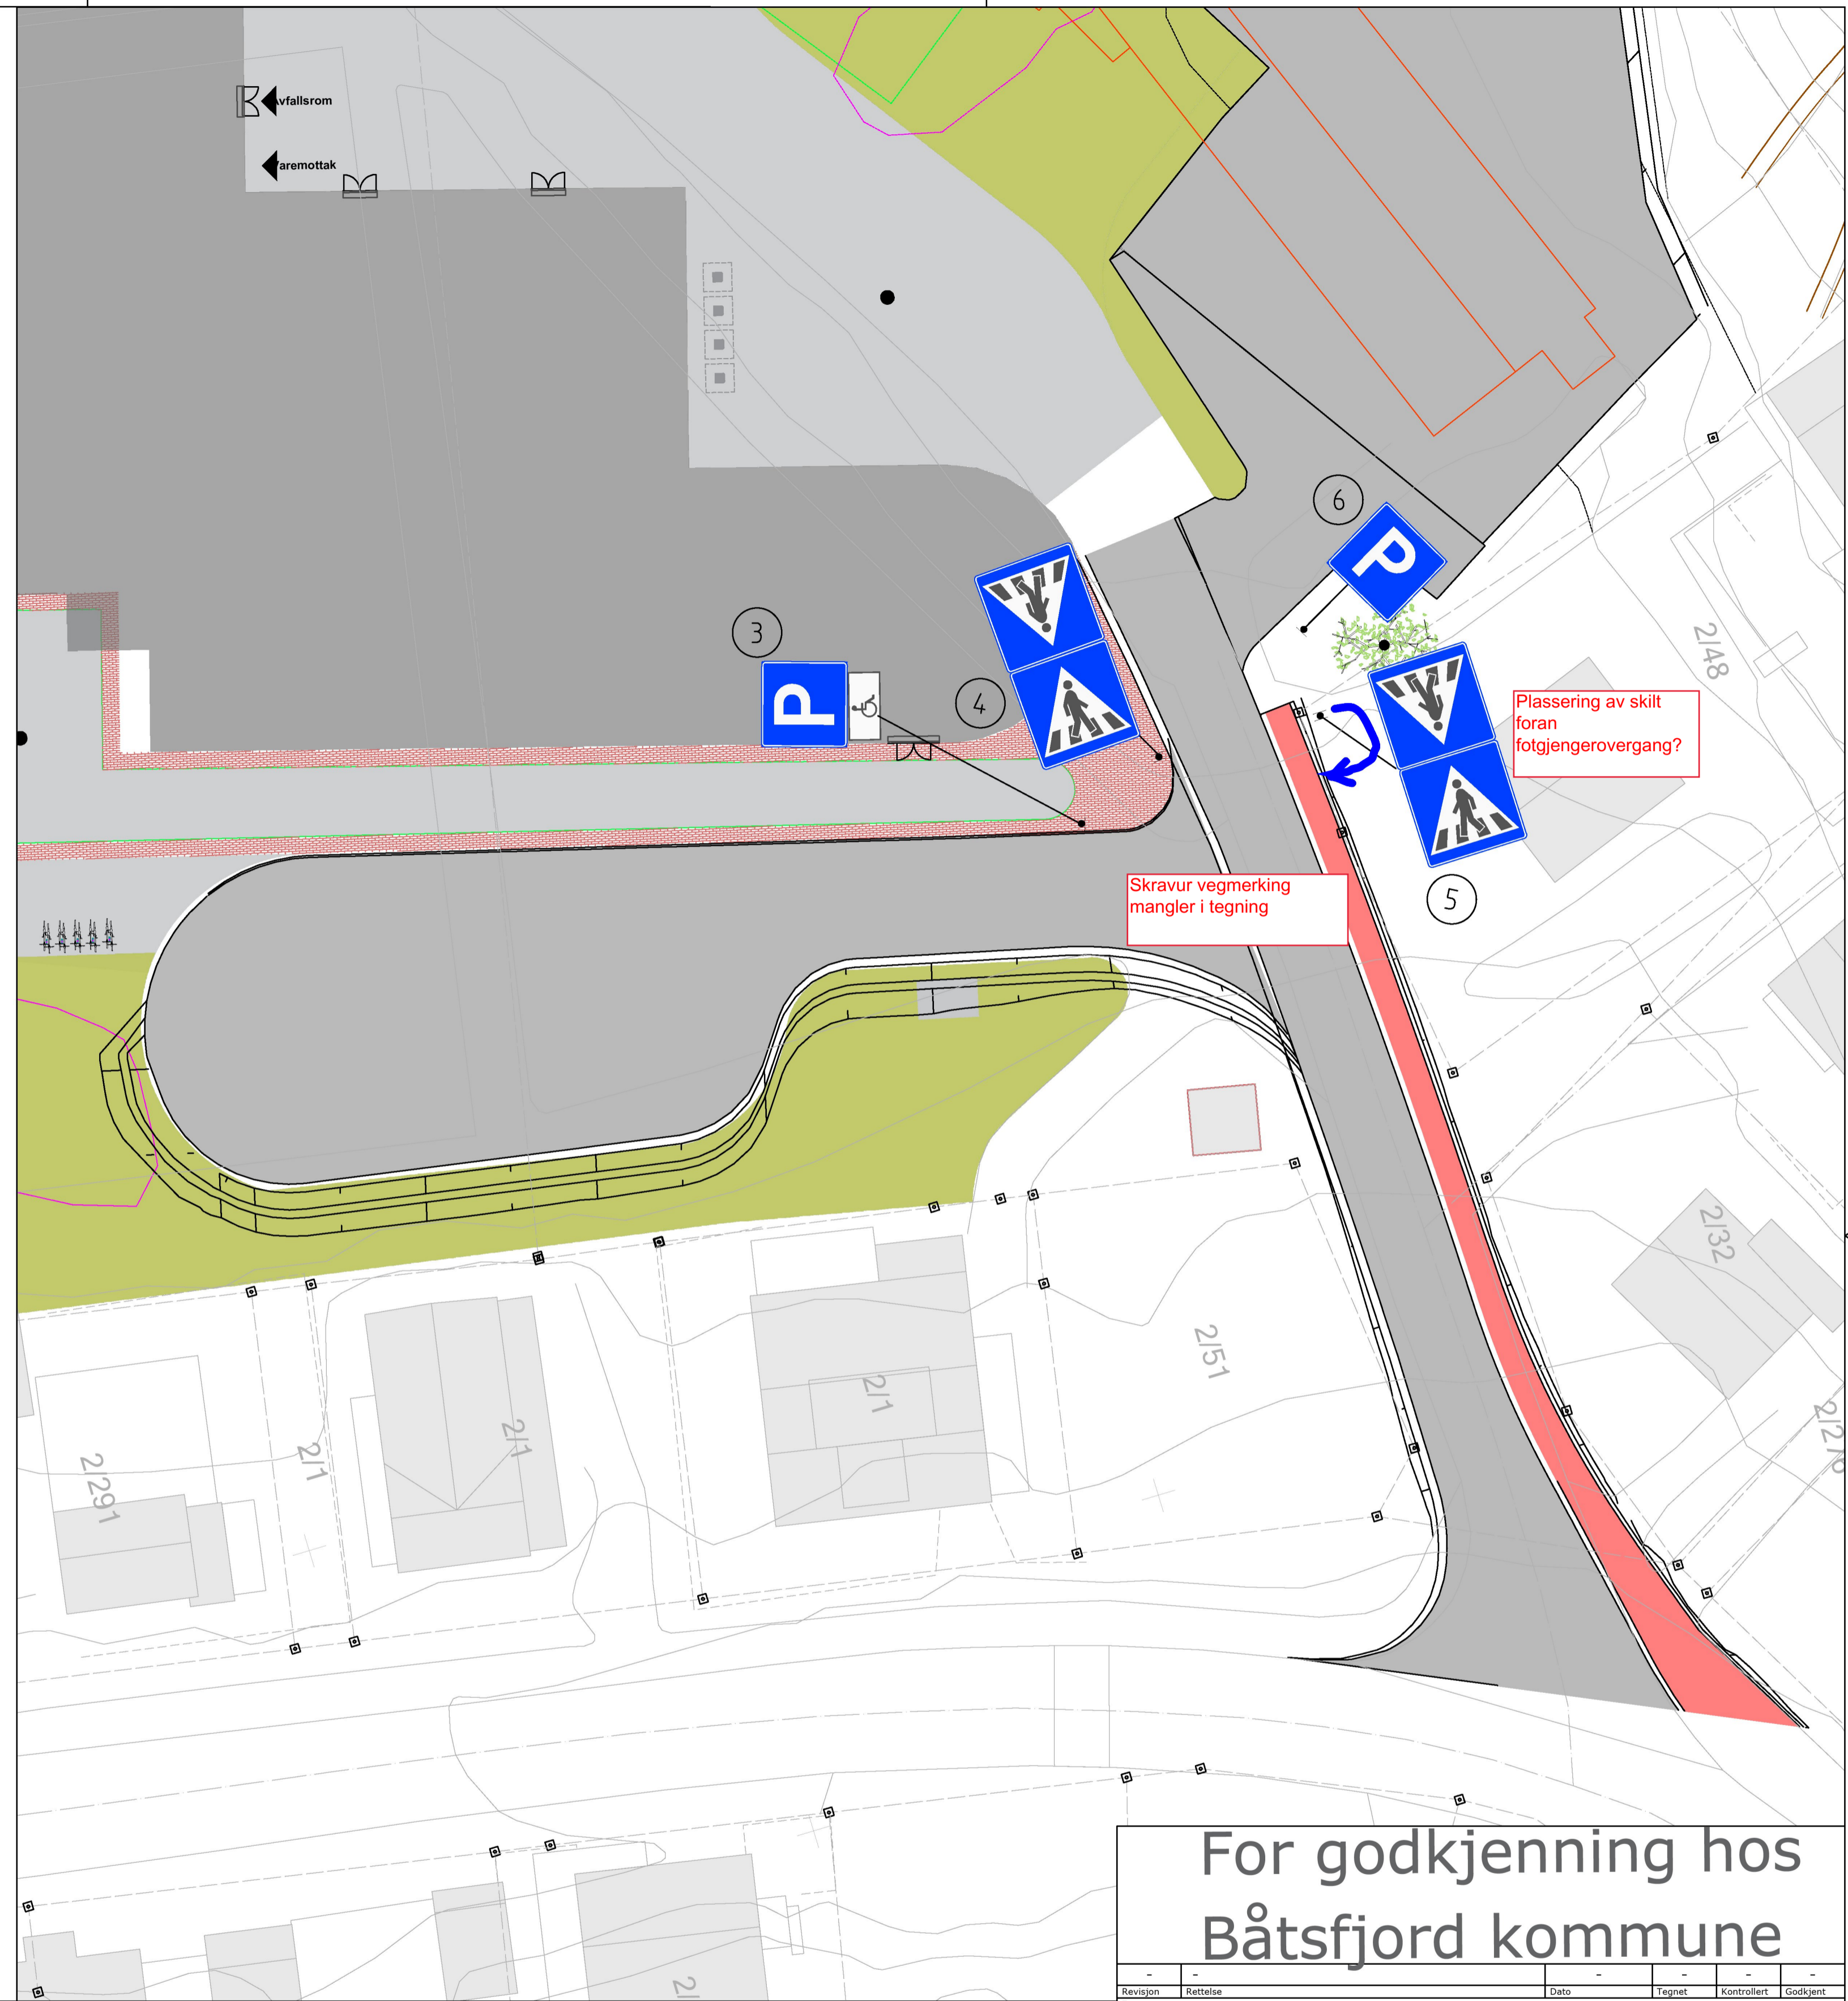 vfallsrom
aremottak
6
P
3
P
4
2/48
Plassering av skilt
foran
fotgjengerovergang?
Skravur vegmerking
mangler i tegning
5
2/32
2/51
2/1
2/1
2/1
2/291
For godkjenning hos
Båtsfjord kommune
- - - - - -
Revisjon Rettelse Dato Tegnet Kontrollert Godkjent